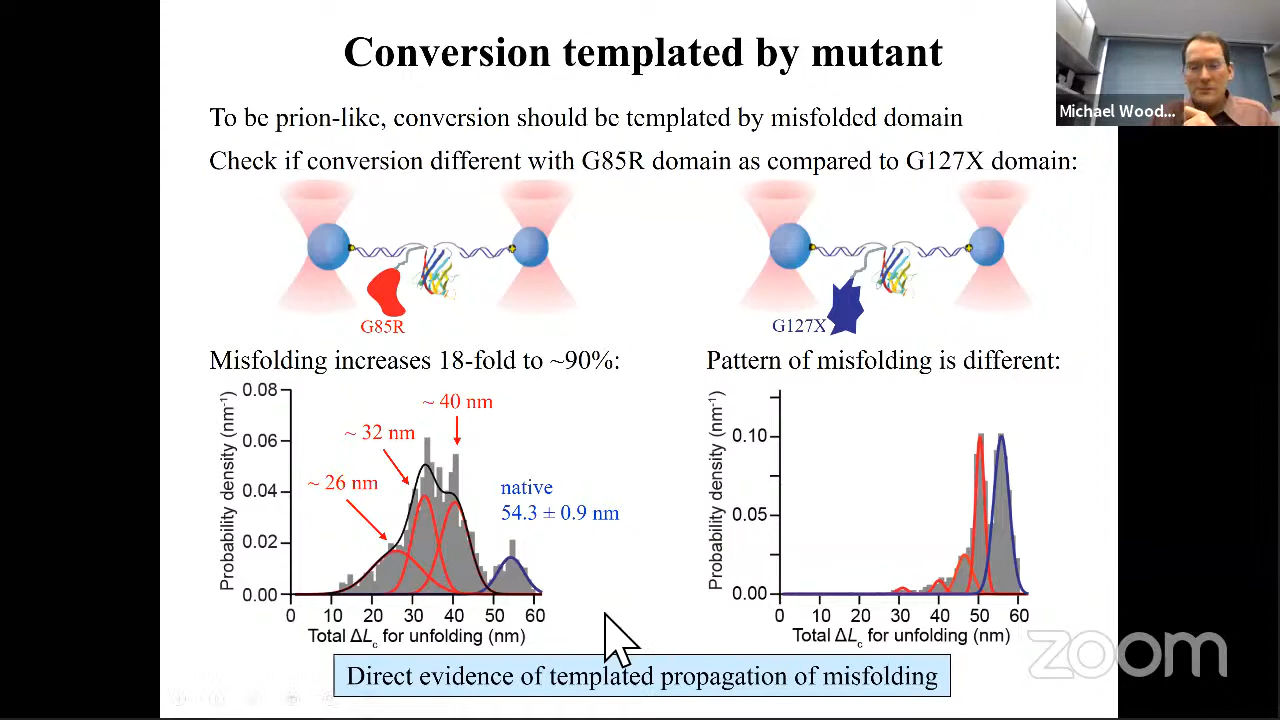 Conversion templated by mutant
Michael Wood...
To be prion-like, conversion should be templated by misfolded domain
Check if conversion different with G85R domain as compared to G127X domain:
G85R
G127X
Misfolding increases 18-fold to ~90%:
Pattern of misfolding is different:
Probability density (nm⁻¹)
0.08
0.06
0.04
0.02
0.00
~ 40 nm
~ 32 nm
~ 26 nm
native
54.3 ± 0.9 nm
0 10 20 30 40 50 60
Total ΔLc for unfolding (nm)
Probability density (nm⁻¹)
0.10
0.05
0.00
0 10 20 30 40 50 60
Total ΔLc for unfolding (nm)
zoom
Direct evidence of templated propagation of misfolding